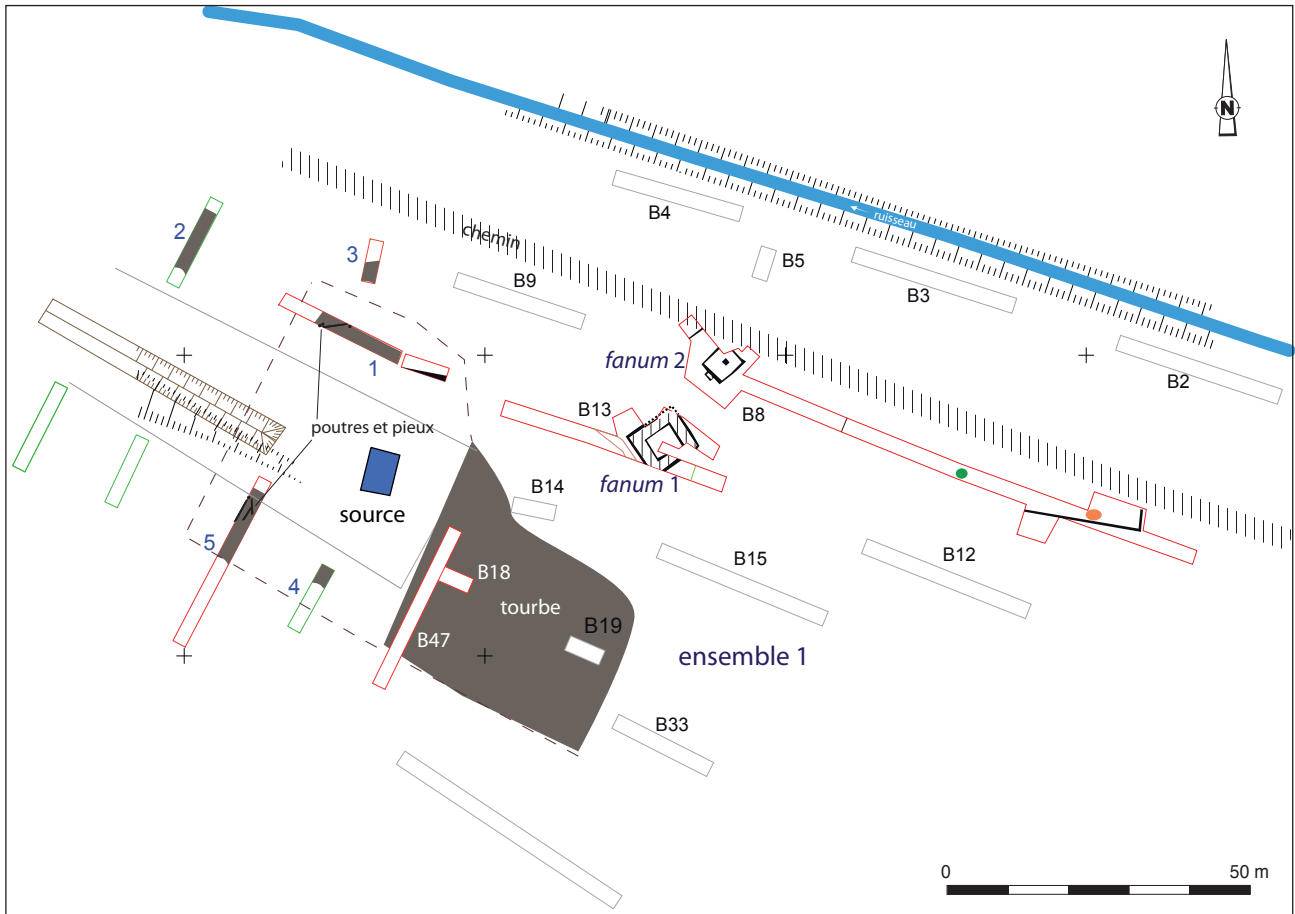 N
B4
ruisseau
2
chemin
3
B5
B3
B9
B2
fanum 2
1
B13
B8
poutres et pieux
fanum 1
B14
source
5
B15
B12
4
B18
tourbe
B19
B47
ensemble 1
B33
0 50 m